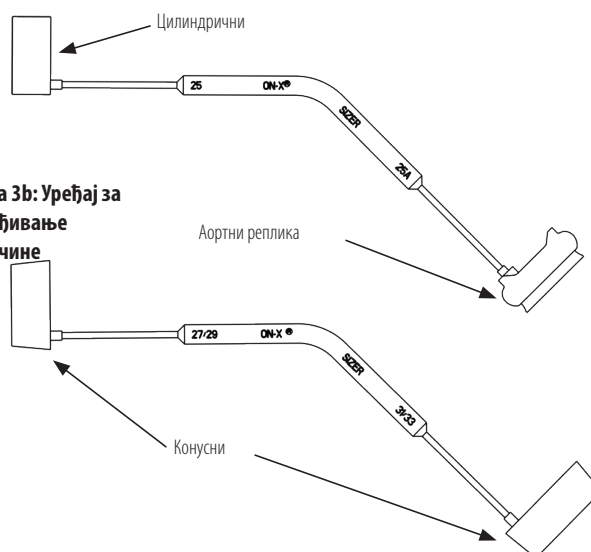 Цилиндрични
25 ON-X® SIZER 25A
а 3b: Уређај за
ђивање
чине
Аортни реплика
27/29 ON-X ® SIZER 31/33
Конусни